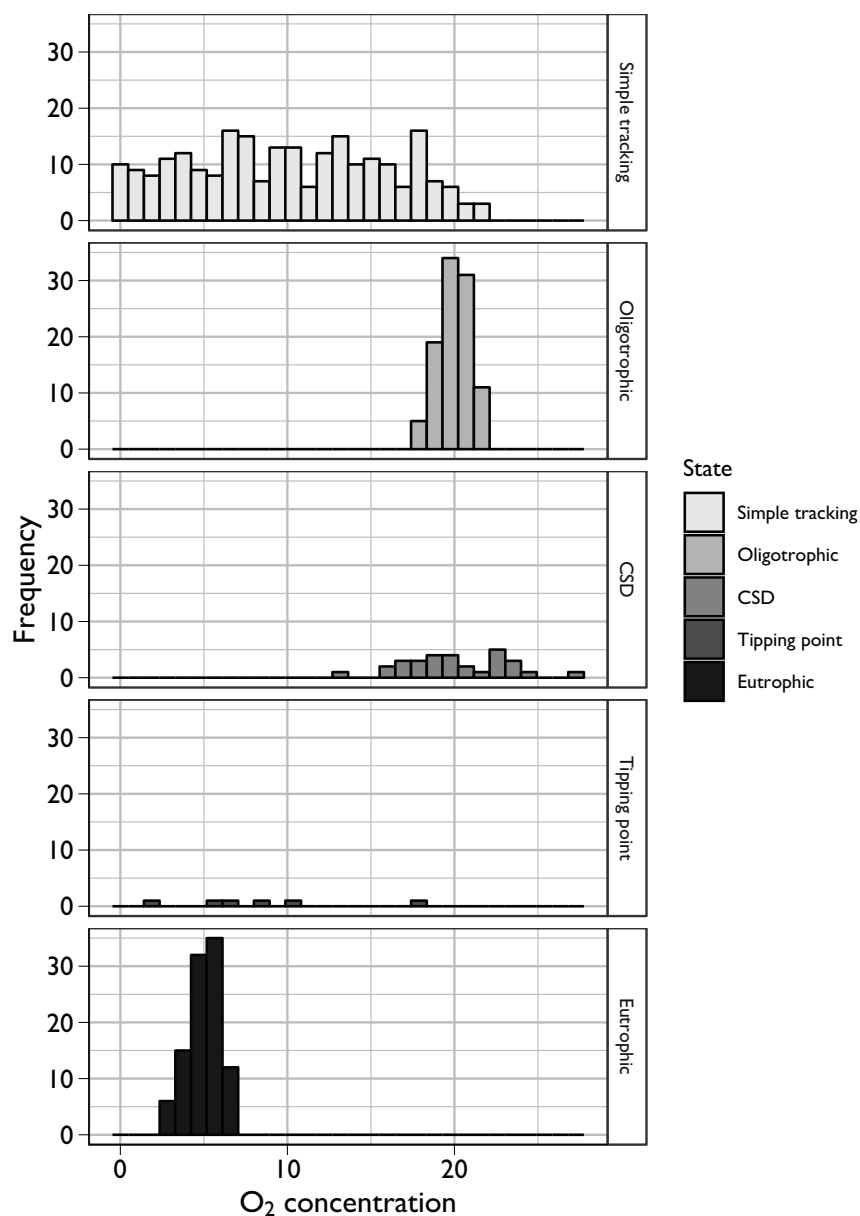 30
20
10
0
Simple tracking
30
20
10
0
Oligotrophic
30
20
10
0
CSD
30
20
10
0
Tipping point
30
20
10
0
Eutrophic
0 10 20
O₂ concentration
Frequency
State
Simple tracking
Oligotrophic
CSD
Tipping point
Eutrophic